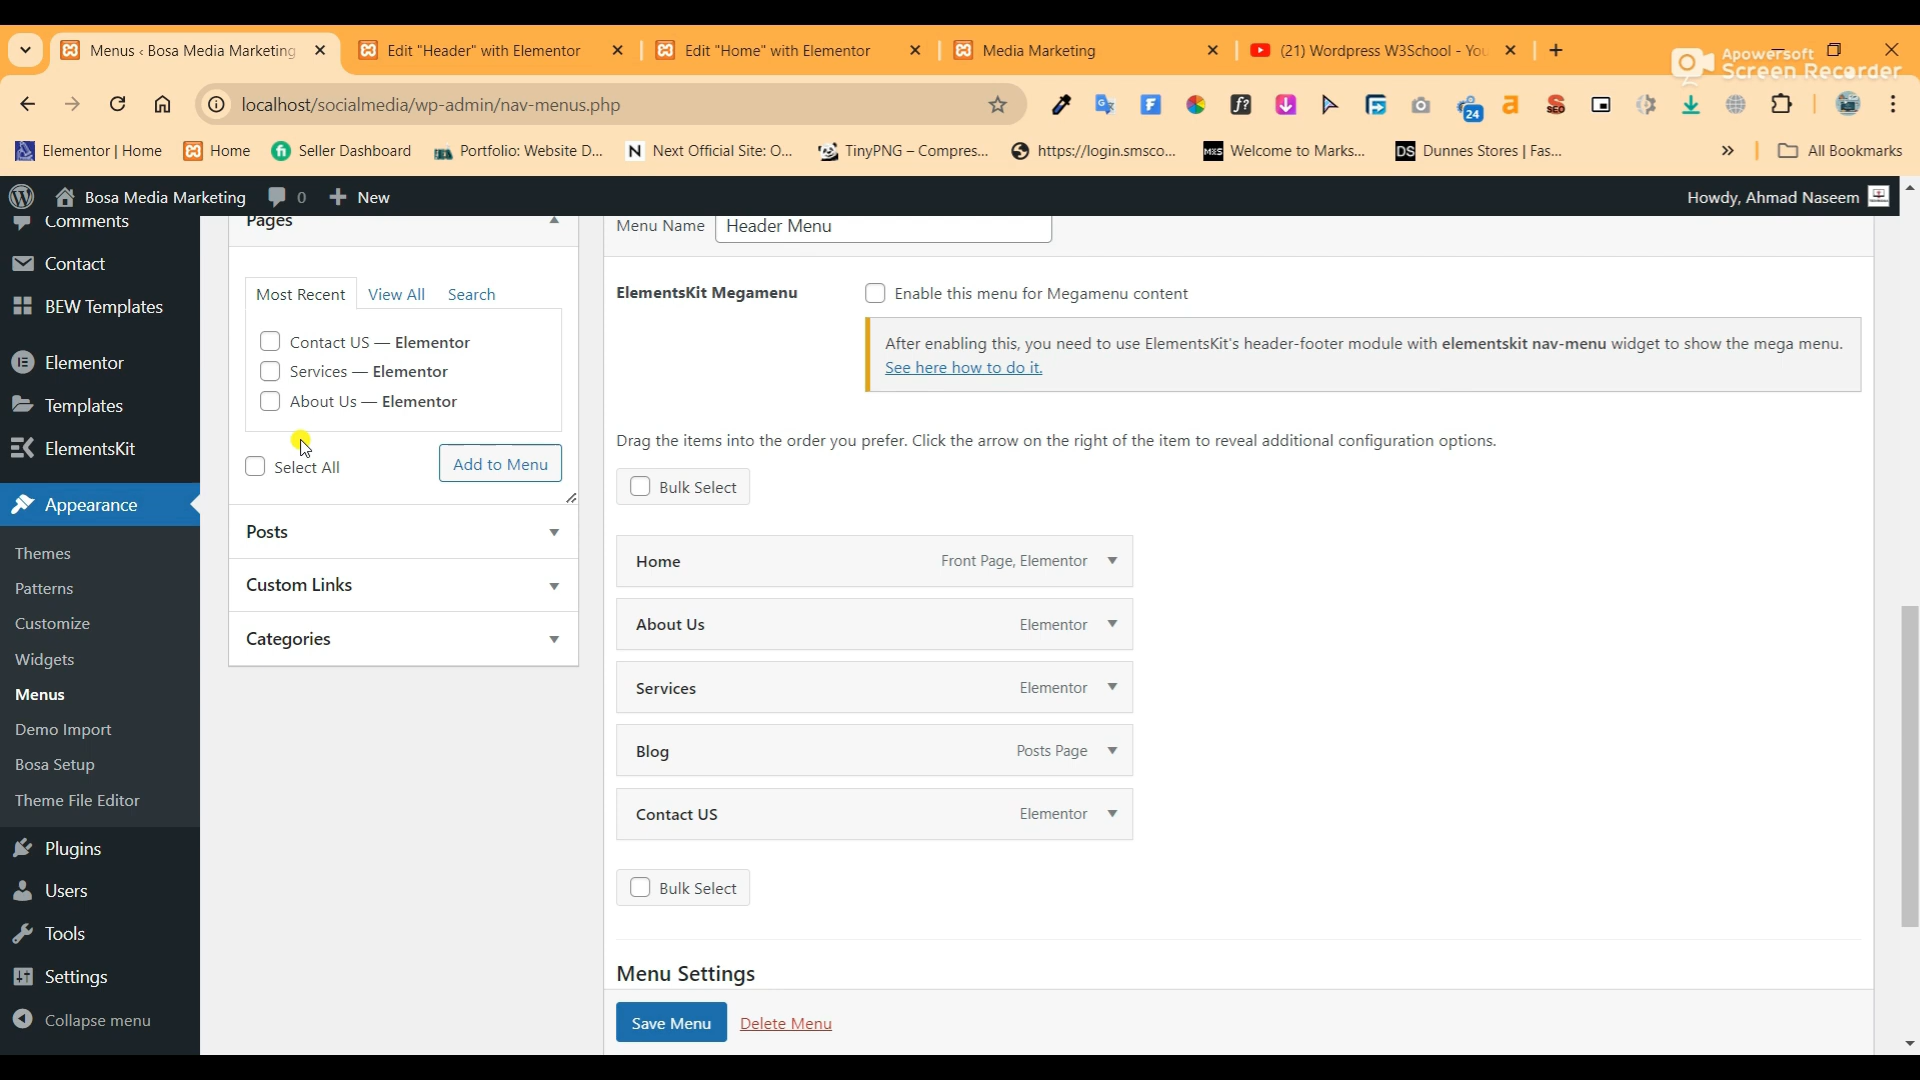 Menus ‹ Bosa Media Marketing
Edit "Header" with Elementor
Edit "Home" with Elementor
Media Marketing
(21) Wordpress W3School - You
Apowersoft
Screen Recorder
localhost/socialmedia/wp-admin/nav-menus.php
24
SEO
Elementor | Home
Home
Seller Dashboard
Portfolio: Website D...
Next Official Site: O...
TinyPNG – Compres...
https://login.smsco...
M&S
Welcome to Marks...
DS
Dunnes Stores | Fas...
»
All Bookmarks
Bosa Media Marketing
0
New
Howdy, Ahmad Naseem
Comments
Contact
BEW Templates
Elementor
Templates
ElementsKit
Appearance
Themes
Patterns
Customize
Widgets
Menus
Demo Import
Bosa Setup
Theme File Editor
Plugins
Users
Tools
Settings
Collapse menu
Pages
Most Recent
View All
Search
Contact US — Elementor
Services — Elementor
About Us — Elementor
Select All
Add to Menu
Posts
Custom Links
Categories
Menu Name
Header Menu
ElementsKit Megamenu
Enable this menu for Megamenu content
After enabling this, you need to use ElementsKit's header-footer module with elementskit nav-menu widget to show the mega menu.
See here how to do it.
Drag the items into the order you prefer. Click the arrow on the right of the item to reveal additional configuration options.
Bulk Select
Home
Front Page, Elementor
About Us
Elementor
Services
Elementor
Blog
Posts Page
Contact US
Elementor
Bulk Select
Menu Settings
Save Menu
Delete Menu